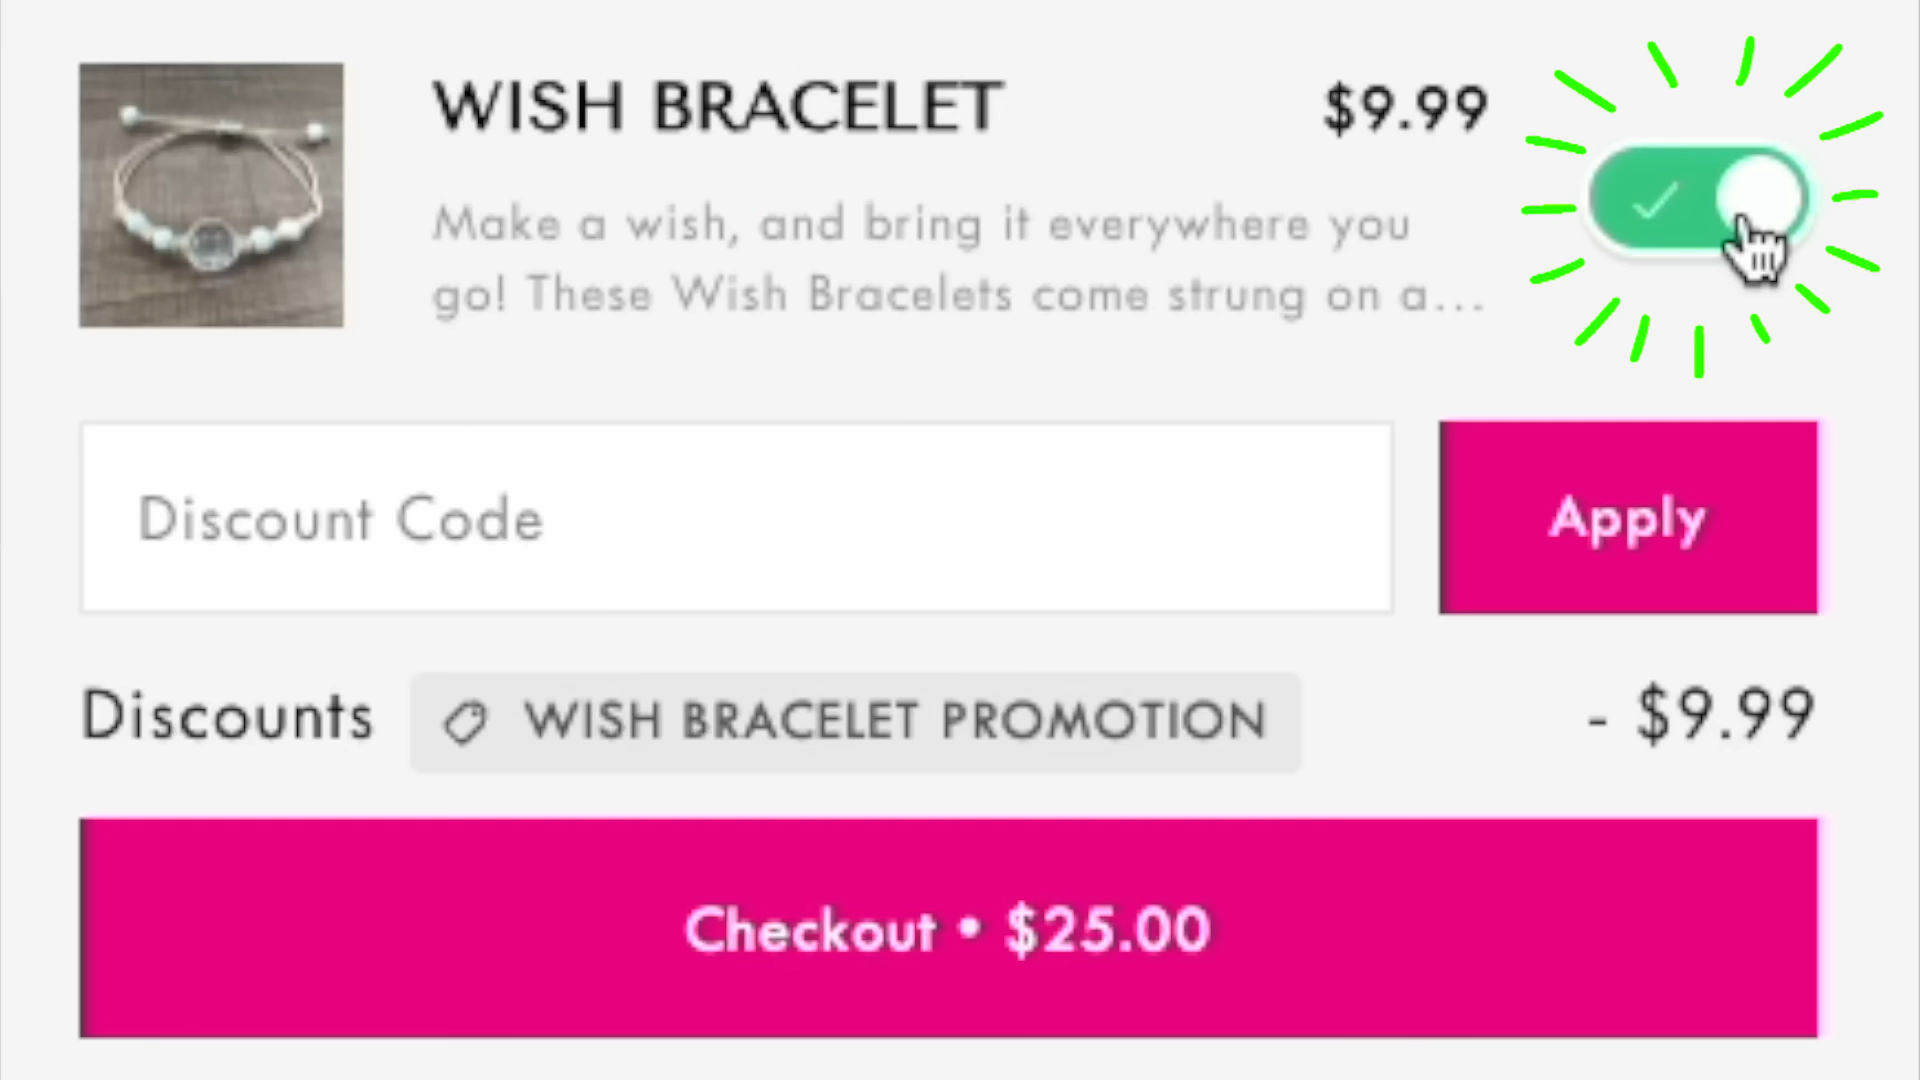 WISH BRACELET
$9.99
Make a wish, and bring it everywhere you
go! These Wish Bracelets come strung on a...
Discount Code
Apply
Discounts WISH BRACELET PROMOTION - $9.99
Checkout • $25.00